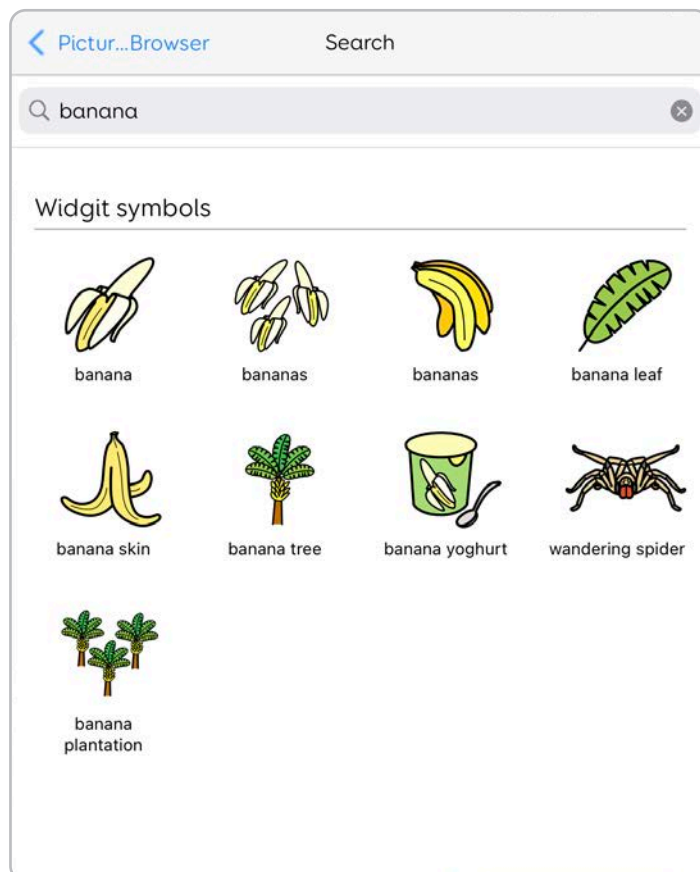 Pictur...Browser Search
banana
Widgit symbols
banana bananas bananas banana leaf
banana skin banana tree banana yoghurt wandering spider
banana
plantation